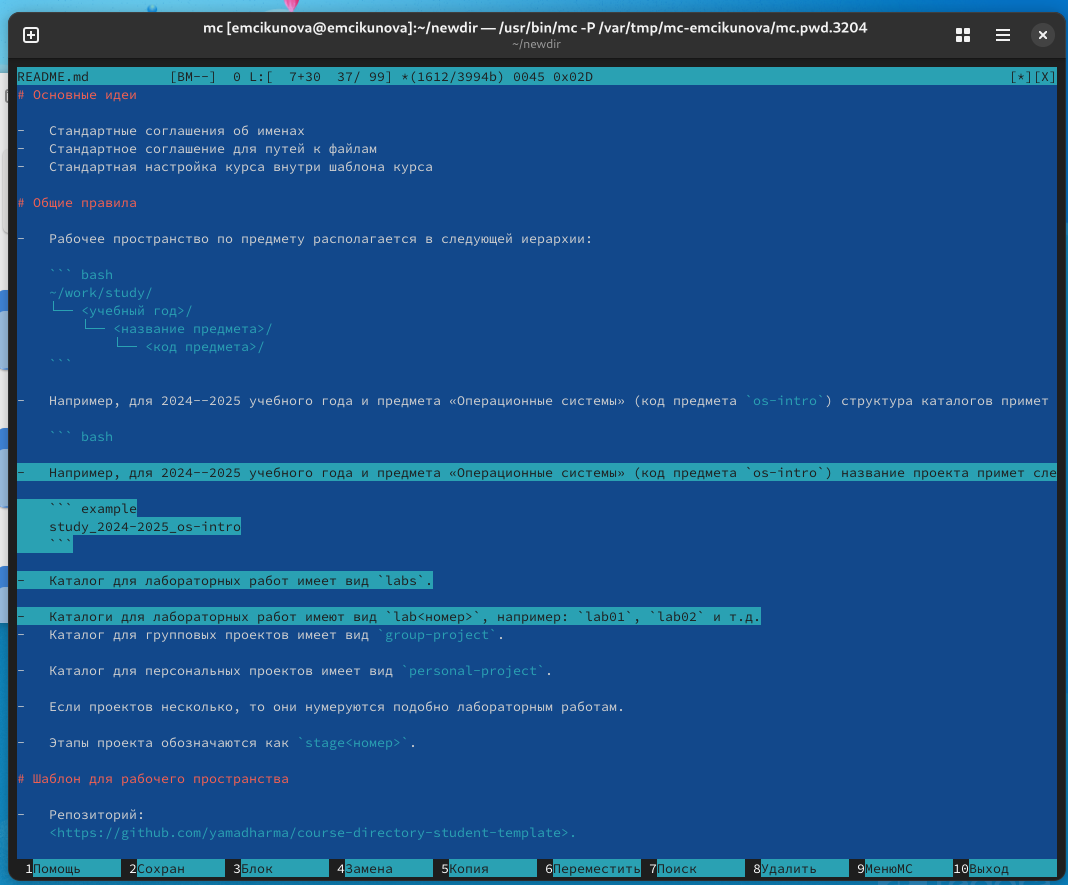 mc [emcikunova@emcikunova]:~/newdir — /usr/bin/mc -P /var/tmp/mc-emcikunova/mc.pwd.3204
~/newdir
README.md [BM--] 0 L:[ 7+30 37/ 99] *(1612/3994b) 0045 0x02D [*][X]
# Основные идеи
- Стандартные соглашения об именах
- Стандартное соглашение для путей к файлам
- Стандартная настройка курса внутри шаблона курса
# Общие правила
- Рабочее пространство по предмету располагается в следующей иерархии:
``` bash
~/work/study/
└── <учебный год>/
└── <название предмета>/
└── <код предмета>/
```
- Например, для 2024--2025 учебного года и предмета «Операционные системы» (код предмета `os-intro`) структура каталогов примет
``` bash
- Например, для 2024--2025 учебного года и предмета «Операционные системы» (код предмета `os-intro`) название проекта примет сле
``` example
study_2024-2025_os-intro
```
- Каталог для лабораторных работ имеет вид `labs`.
- Каталоги для лабораторных работ имеют вид `lab<номер>`, например: `lab01`, `lab02` и т.д.
- Каталог для групповых проектов имеет вид `group-project`.
- Каталог для персональных проектов имеет вид `personal-project`.
- Если проектов несколько, то они нумеруются подобно лабораторным работам.
- Этапы проекта обозначаются как `stage<номер>`.
# Шаблон для рабочего пространства
- Репозиторий:
<https://github.com/yamadharma/course-directory-student-template>.
1Помощь 2Сохран 3Блок 4Замена 5Копия 6Переместить 7Поиск 8Удалить 9МенюMC 10Выход